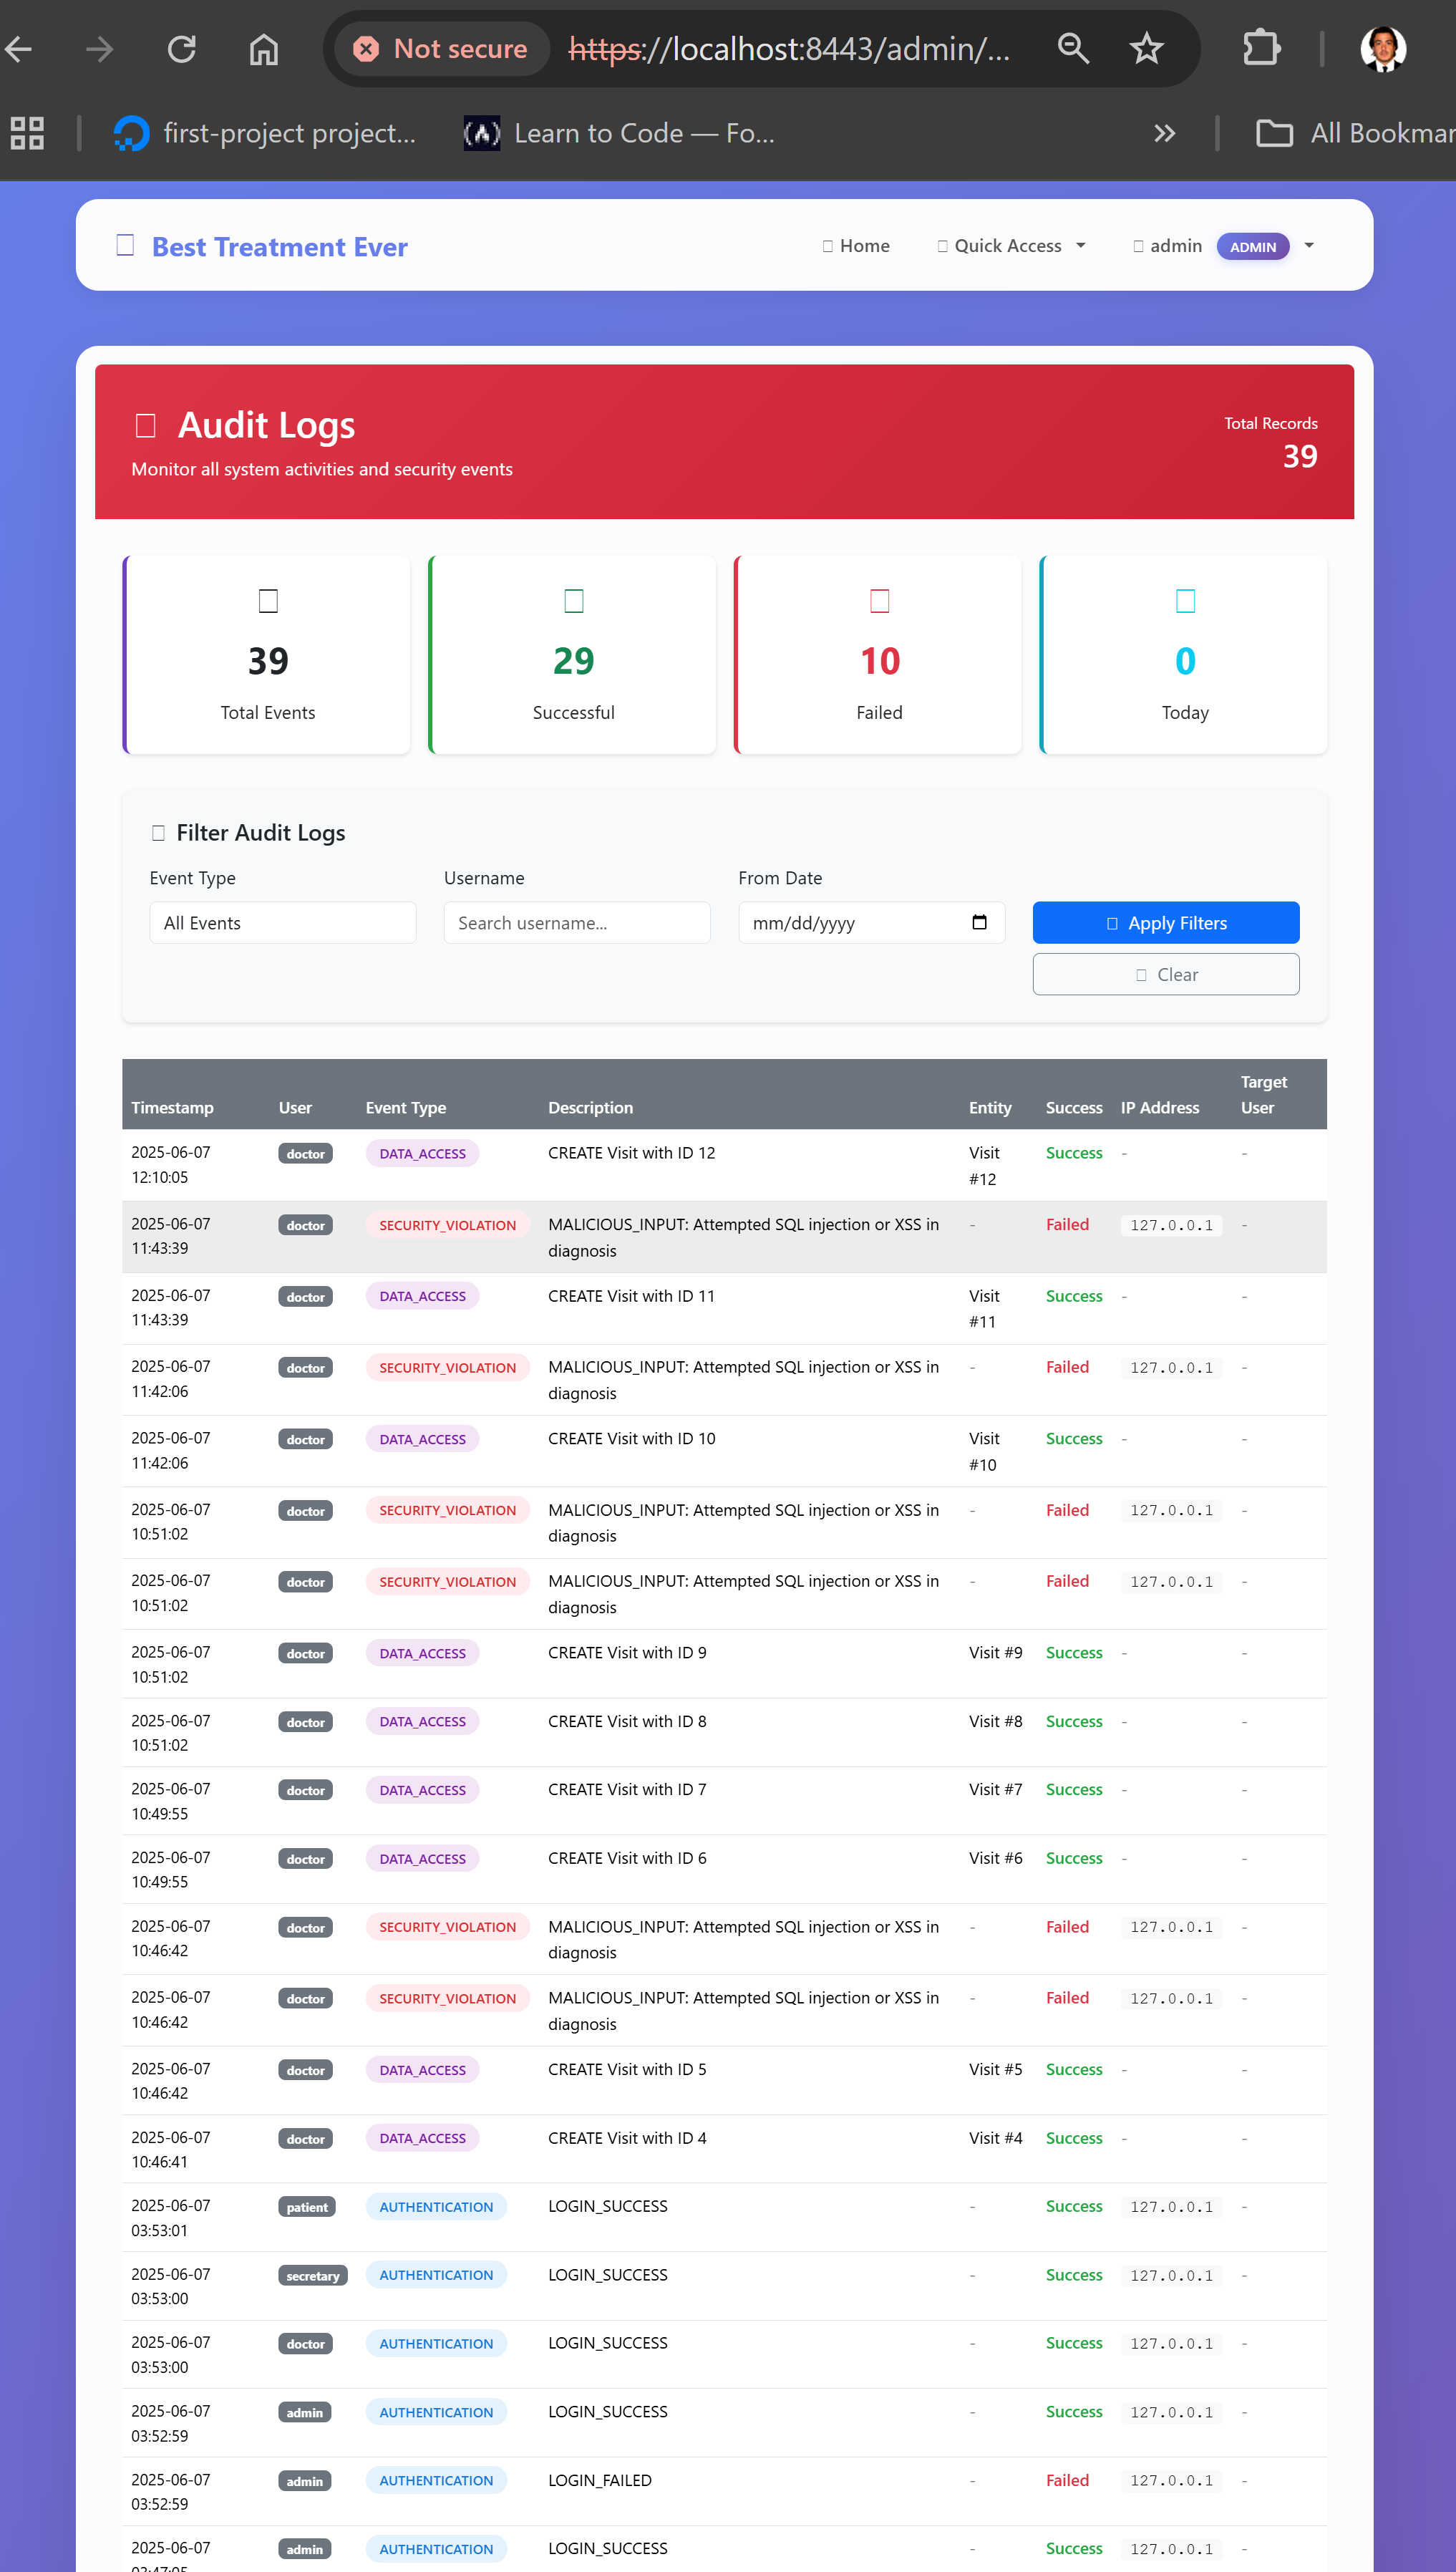 Not secure https://localhost:8443/admin/...
first-project project... Learn to Code — Fo... All Bookmar
Best Treatment Ever Home Quick Access admin ADMIN
Audit Logs
Monitor all system activities and security events
Total Records
39
39
Total Events
29
Successful
10
Failed
0
Today
Filter Audit Logs
Event Type Username From Date
All Events Search username... mm/dd/yyyy Apply Filters
Clear
Timestamp User Event Type Description Entity Success IP Address Target User
2025-06-07 12:10:05 doctor DATA_ACCESS CREATE Visit with ID 12 Visit #12 Success - -
2025-06-07 11:43:39 doctor SECURITY_VIOLATION MALICIOUS_INPUT: Attempted SQL injection or XSS in diagnosis - Failed 127.0.0.1 -
2025-06-07 11:43:39 doctor DATA_ACCESS CREATE Visit with ID 11 Visit #11 Success - -
2025-06-07 11:42:06 doctor SECURITY_VIOLATION MALICIOUS_INPUT: Attempted SQL injection or XSS in diagnosis - Failed 127.0.0.1 -
2025-06-07 11:42:06 doctor DATA_ACCESS CREATE Visit with ID 10 Visit #10 Success - -
2025-06-07 10:51:02 doctor SECURITY_VIOLATION MALICIOUS_INPUT: Attempted SQL injection or XSS in diagnosis - Failed 127.0.0.1 -
2025-06-07 10:51:02 doctor SECURITY_VIOLATION MALICIOUS_INPUT: Attempted SQL injection or XSS in diagnosis - Failed 127.0.0.1 -
2025-06-07 10:51:02 doctor DATA_ACCESS CREATE Visit with ID 9 Visit #9 Success - -
2025-06-07 10:51:02 doctor DATA_ACCESS CREATE Visit with ID 8 Visit #8 Success - -
2025-06-07 10:49:55 doctor DATA_ACCESS CREATE Visit with ID 7 Visit #7 Success - -
2025-06-07 10:49:55 doctor DATA_ACCESS CREATE Visit with ID 6 Visit #6 Success - -
2025-06-07 10:46:42 doctor SECURITY_VIOLATION MALICIOUS_INPUT: Attempted SQL injection or XSS in diagnosis - Failed 127.0.0.1 -
2025-06-07 10:46:42 doctor SECURITY_VIOLATION MALICIOUS_INPUT: Attempted SQL injection or XSS in diagnosis - Failed 127.0.0.1 -
2025-06-07 10:46:42 doctor DATA_ACCESS CREATE Visit with ID 5 Visit #5 Success - -
2025-06-07 10:46:41 doctor DATA_ACCESS CREATE Visit with ID 4 Visit #4 Success - -
2025-06-07 03:53:01 patient AUTHENTICATION LOGIN_SUCCESS - Success 127.0.0.1 -
2025-06-07 03:53:00 secretary AUTHENTICATION LOGIN_SUCCESS - Success 127.0.0.1 -
2025-06-07 03:53:00 doctor AUTHENTICATION LOGIN_SUCCESS - Success 127.0.0.1 -
2025-06-07 03:52:59 admin AUTHENTICATION LOGIN_SUCCESS - Success 127.0.0.1 -
2025-06-07 03:52:59 admin AUTHENTICATION LOGIN_FAILED - Failed 127.0.0.1 -
2025-06-07 admin AUTHENTICATION LOGIN_SUCCESS - Success 127.0.0.1 -